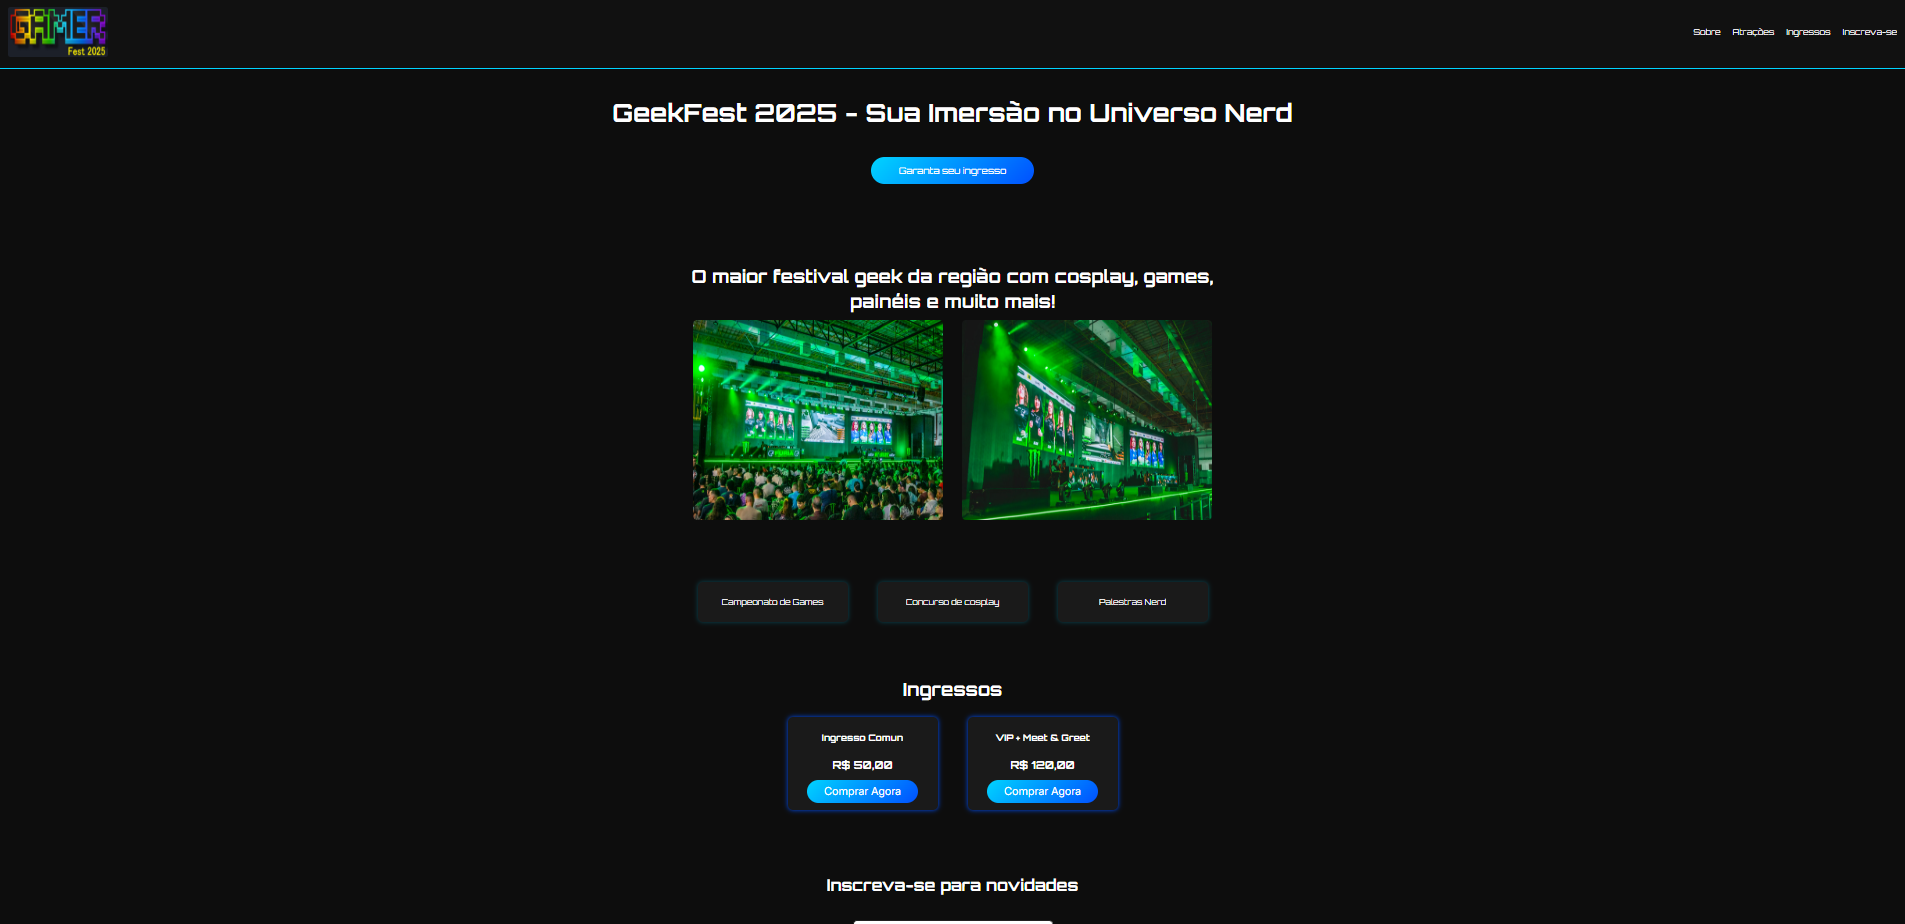 GAMER
Fest 2025
Sobre Atrações Ingressos Inscreva-se
GeekFest 2025 - Sua Imersão no Universo Nerd
Garanta seu ingresso
O maior festival geek da região com cosplay, games,
painéis e muito mais!
Campeonato de Games Concurso de cosplay Palestras Nerd
Ingressos
Ingresso Comun VIP + Meet & Greet
R$ 50,00 R$ 120,00
Comprar Agora Comprar Agora
Inscreva-se para novidades